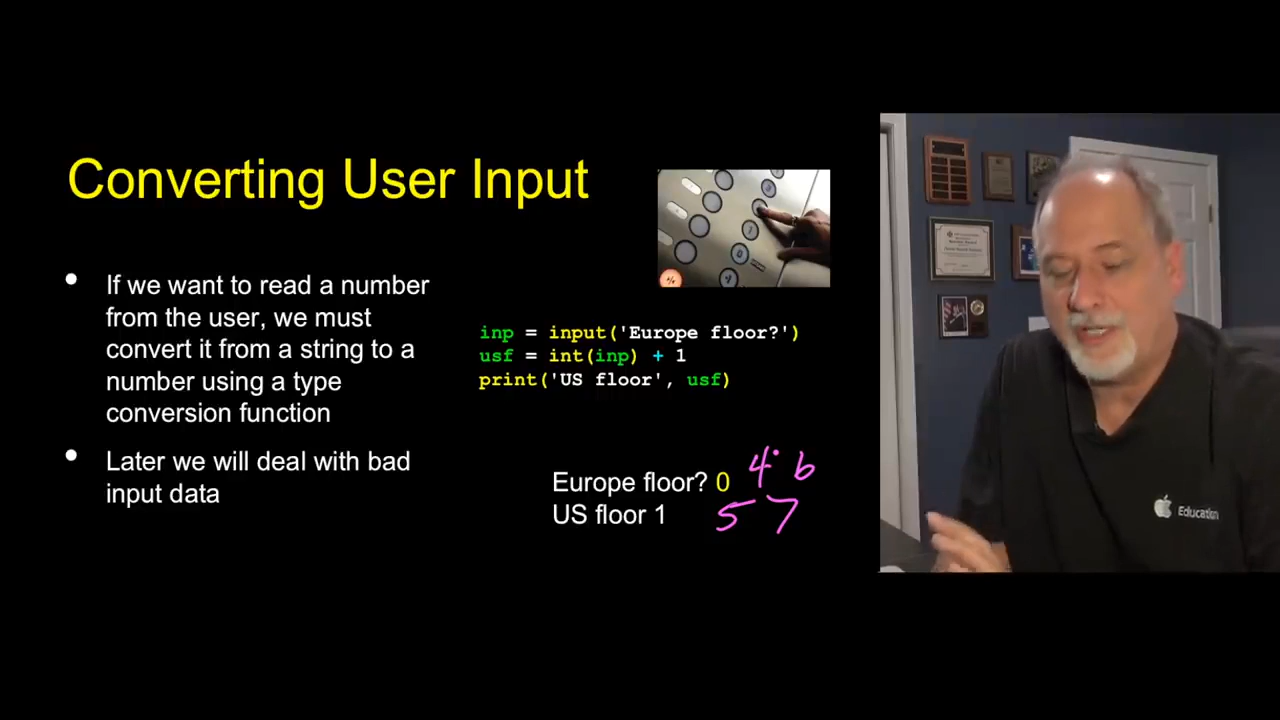 Converting User Input
• If we want to read a number
from the user, we must
convert it from a string to a
number using a type
conversion function
• Later we will deal with bad
input data
inp = input('Europe floor?')
usf = int(inp) + 1
print('US floor', usf)
Europe floor? 0 4 6
US floor 1 5 7
Education